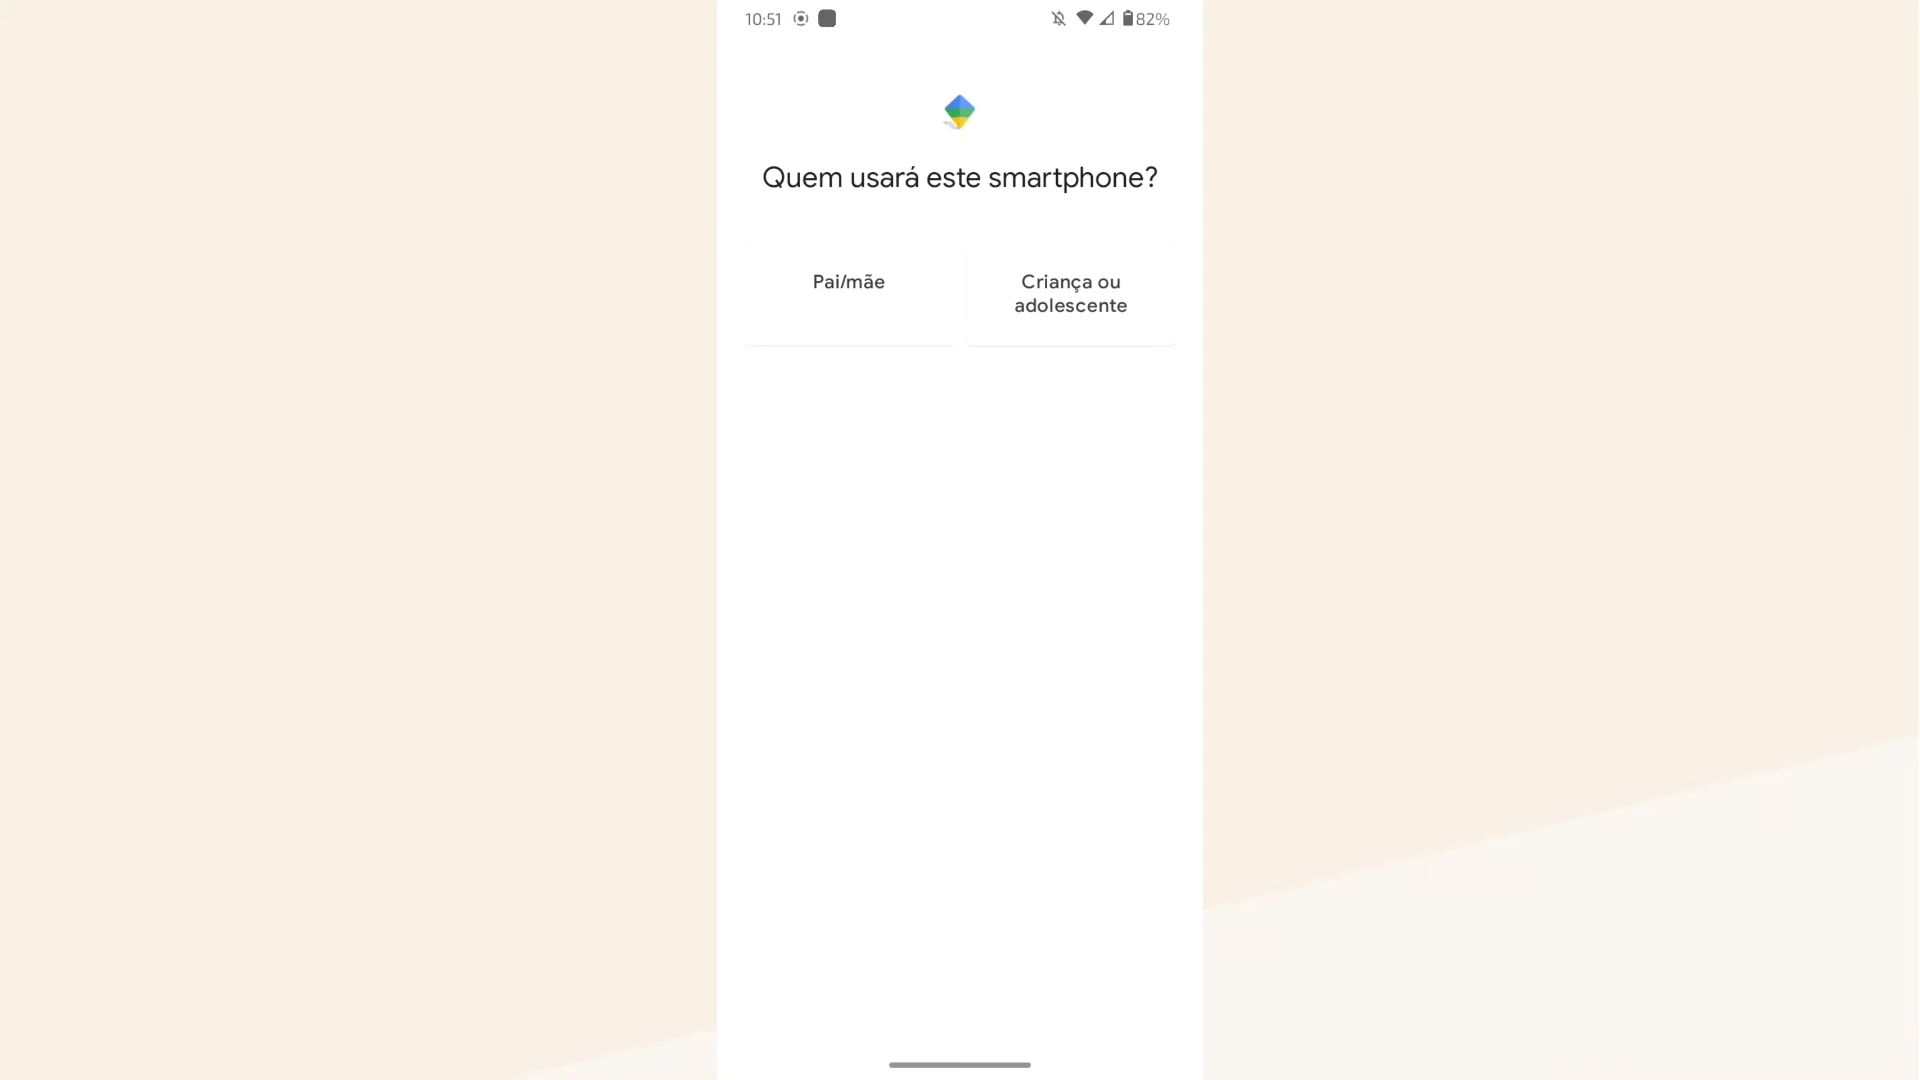 10:51
82%
Quem usará este smartphone?
Pai/mãe
Criança ou
adolescente